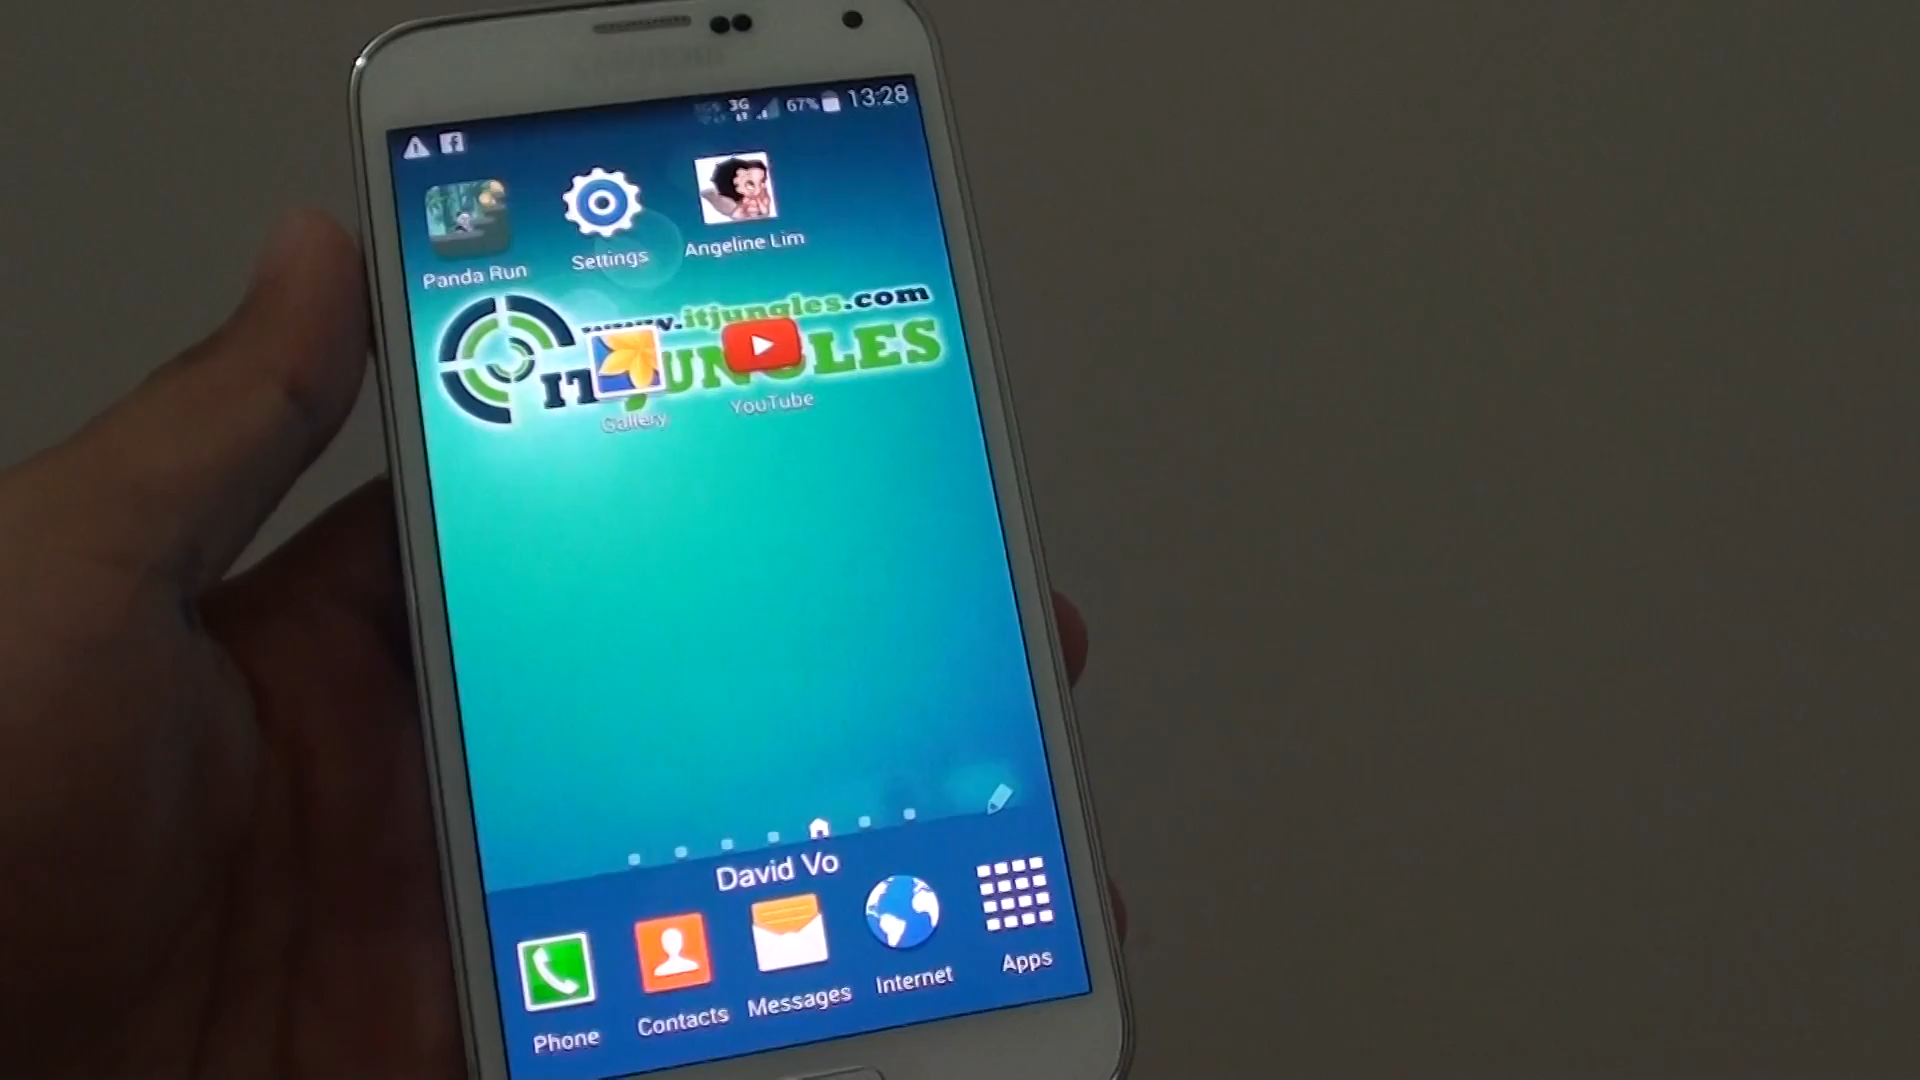 3G 67% 13:28
Panda Run
Settings
Angeline Lim
www.itjungles.com
IT JUNGLES
Gallery
YouTube
David Vo
Phone
Contacts
Messages
Internet
Apps